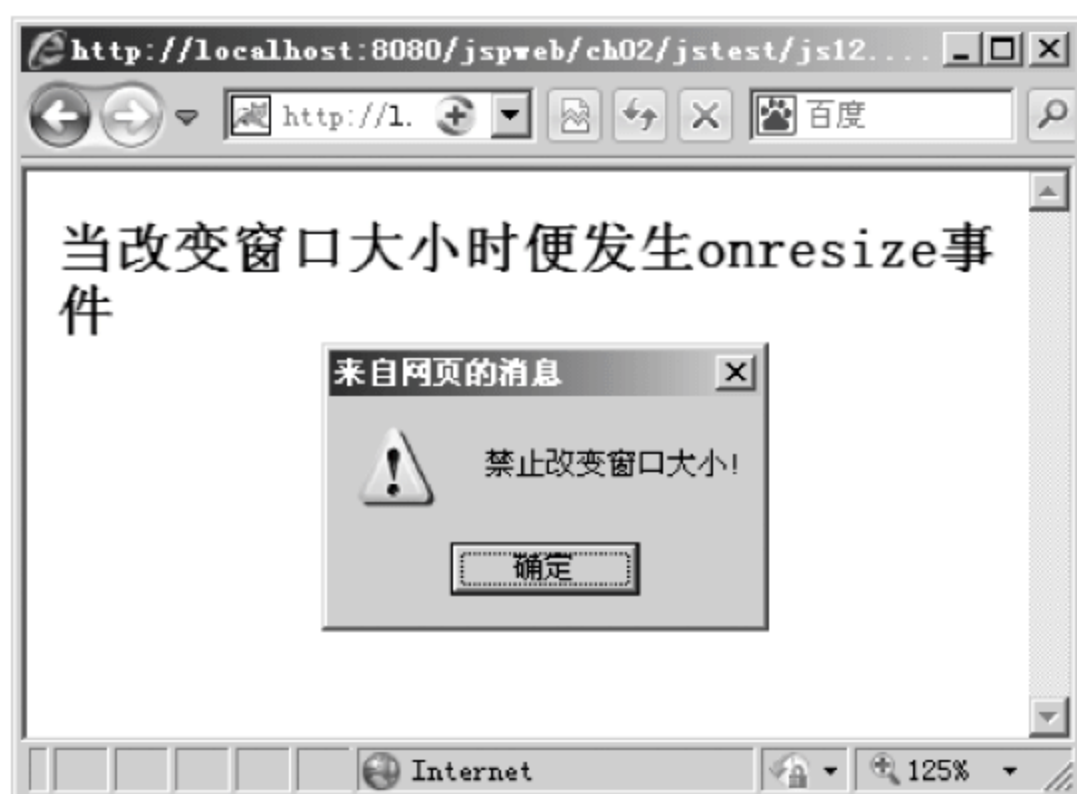 http://localhost:8080/jspweb/ch02/jstest/js12....
http://l.
百度
当改变窗口大小时便发生onresize事
件
来自网页的消息
禁止改变窗口大小!
确定
Internet
125%